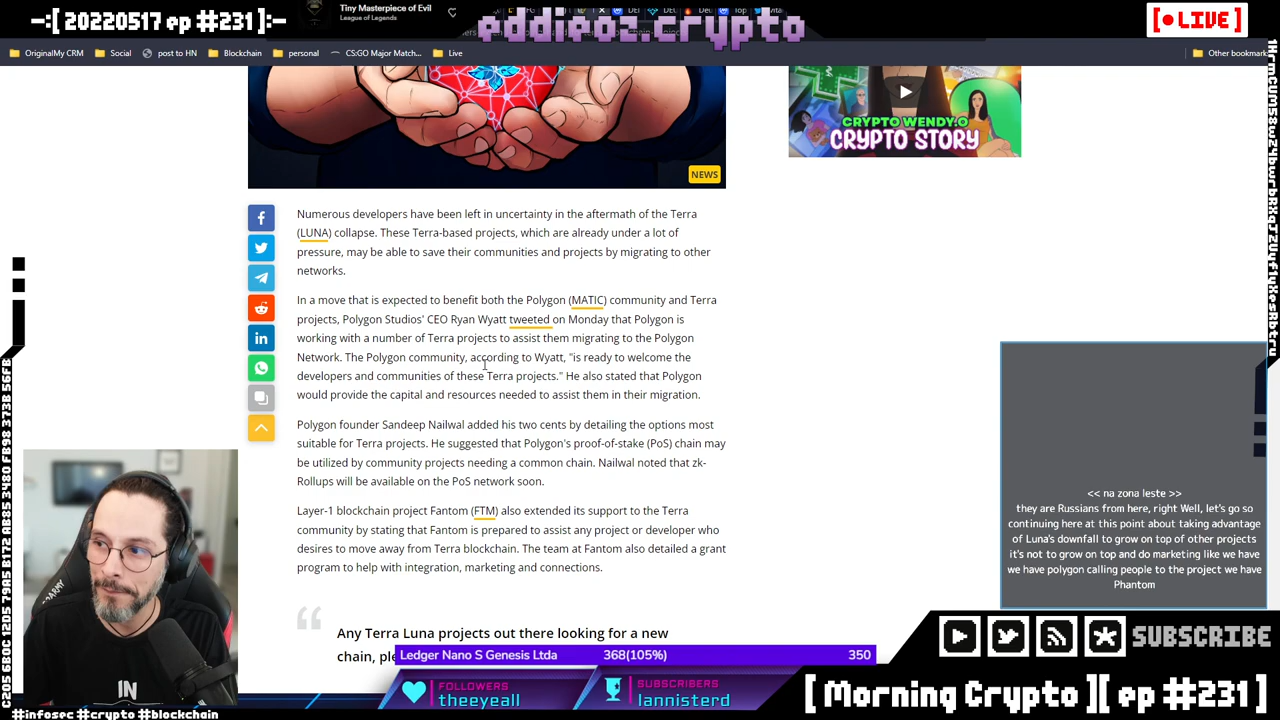 -:[ 20220517 ep #231]:-
Tiny Masterpiece of Evil
League of Legends
eddieoz.crypto
[●LIVE]
OriginalMy CRM
Social
post to HN
Blockchain
personal
CS:GO Major Match...
Live
Other bookmark
NEWS
CRYPTO WENDY.O
CRYPTO STORY
Numerous developers have been left in uncertainty in the aftermath of the Terra
(LUNA) collapse. These Terra-based projects, which are already under a lot of
pressure, may be able to save their communities and projects by migrating to other
networks.
In a move that is expected to benefit both the Polygon (MATIC) community and Terra
projects, Polygon Studios' CEO Ryan Wyatt tweeted on Monday that Polygon is
working with a number of Terra projects to assist them migrating to the Polygon
Network. The Polygon community, according to Wyatt, "is ready to welcome the
developers and communities of these Terra projects." He also stated that Polygon
would provide the capital and resources needed to assist them in their migration.
Polygon founder Sandeep Nailwal added his two cents by detailing the options most
suitable for Terra projects. He suggested that Polygon's proof-of-stake (PoS) chain may
be utilized by community projects needing a common chain. Nailwal noted that zk-
Rollups will be available on the PoS network soon.
Layer-1 blockchain project Fantom (FTM) also extended its support to the Terra
community by stating that Fantom is prepared to assist any project or developer who
desires to move away from Terra blockchain. The team at Fantom also detailed a grant
program to help with integration, marketing and connections.
Any Terra Luna projects out there looking for a new
chain,
<< na zona leste >>
they are Russians from here, right Well, let's go so
continuing here at this point about taking advantage
of Luna's downfall to grow on top of other projects
it's not to grow on top and do marketing like we have
we have polygon calling people to the project we have
Phantom
Ledger Nano S Genesis Ltda 368(105%) 350
FOLLOWERS
theeyeall
SUBSCRIBERS
lannisterd
SUBSCRIBE
[ Morning Crypto ][ ep #231 ]
#infosec #crypto #blockchain
IN